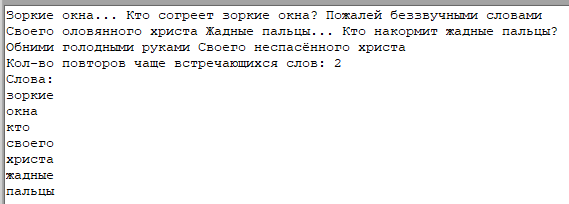 Зоркие окна... Кто согреет зоркие окна? Пожалей беззвучными словами
Своего оловянного христа Жадные пальцы... Кто накормит жадные пальцы?
Обними голодными руками Своего неспасённого христа
Кол-во повторов чаще встречающихся слов: 2
Слова:
зоркие
окна
кто
своего
христа
жадные
пальцы